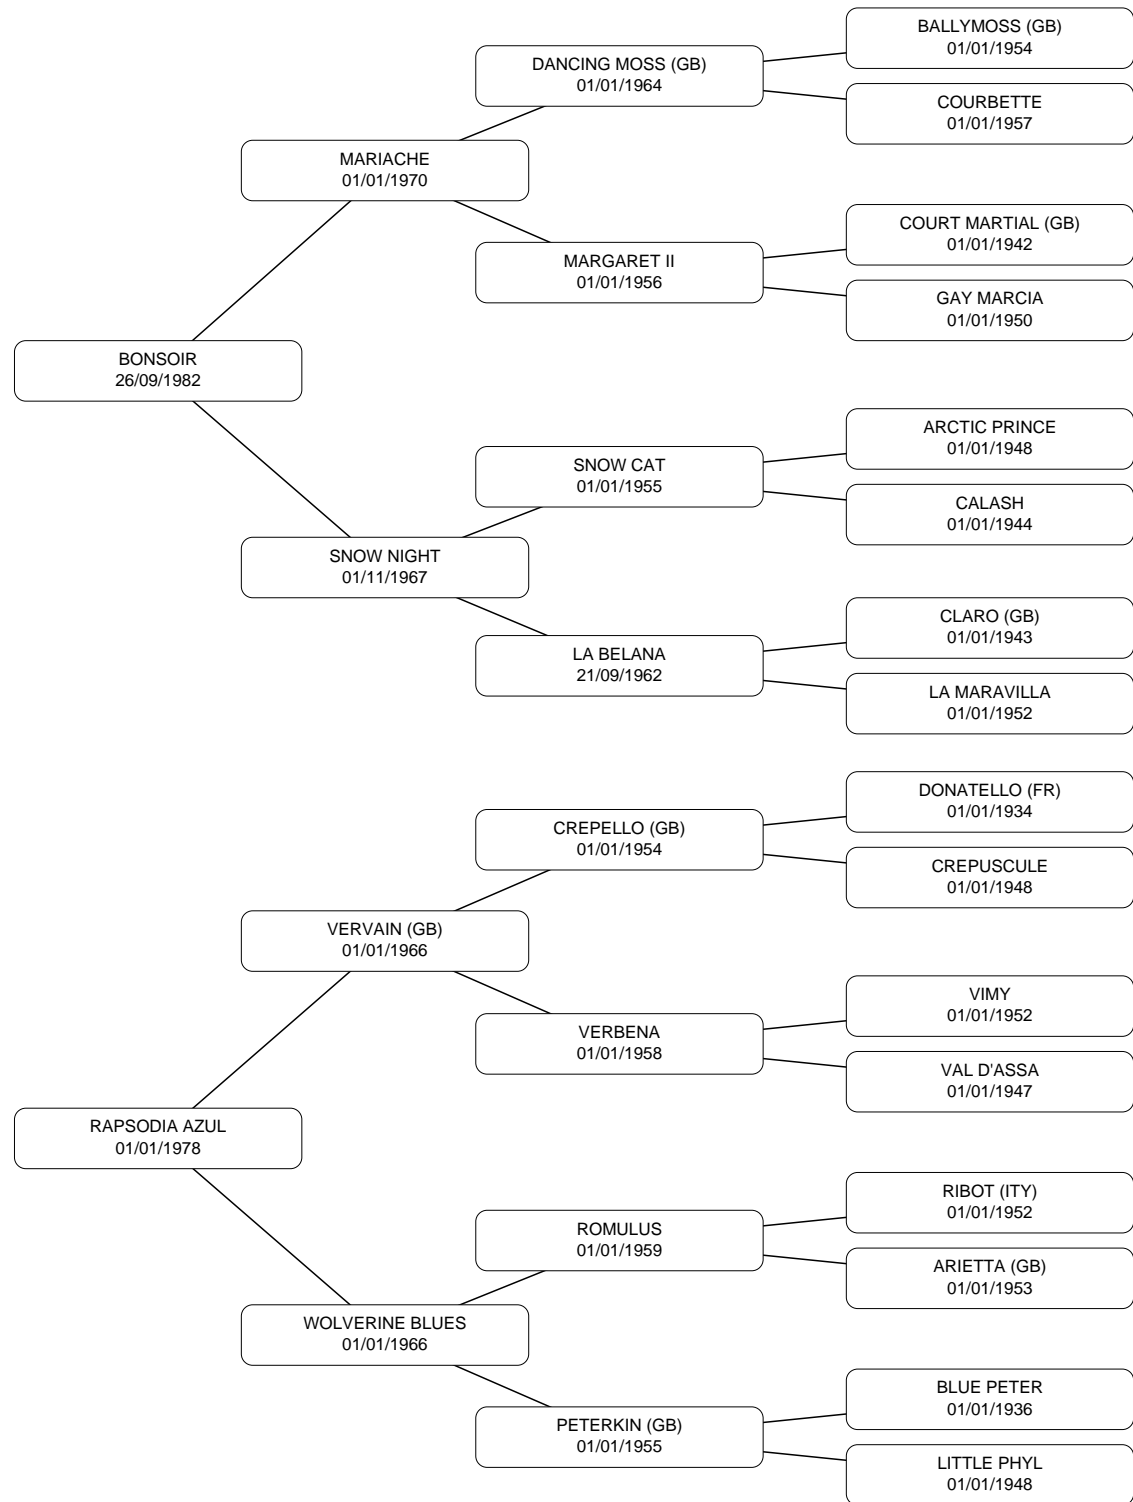 BALLYMOSS (GB)
01/01/1954
DANCING MOSS (GB)
01/01/1964
COURBETTE
01/01/1957
MARIACHE
01/01/1970
COURT MARTIAL (GB)
01/01/1942
MARGARET II
01/01/1956
GAY MARCIA
01/01/1950
BONSOIR
26/09/1982
ARCTIC PRINCE
01/01/1948
SNOW CAT
01/01/1955
CALASH
01/01/1944
SNOW NIGHT
01/11/1967
CLARO (GB)
01/01/1943
LA BELANA
21/09/1962
LA MARAVILLA
01/01/1952
DONATELLO (FR)
01/01/1934
CREPELLO (GB)
01/01/1954
CREPUSCULE
01/01/1948
VERVAIN (GB)
01/01/1966
VIMY
01/01/1952
VERBENA
01/01/1958
VAL D'ASSA
01/01/1947
RAPSODIA AZUL
01/01/1978
RIBOT (ITY)
01/01/1952
ROMULUS
01/01/1959
ARIETTA (GB)
01/01/1953
WOLVERINE BLUES
01/01/1966
BLUE PETER
01/01/1936
PETERKIN (GB)
01/01/1955
LITTLE PHYL
01/01/1948